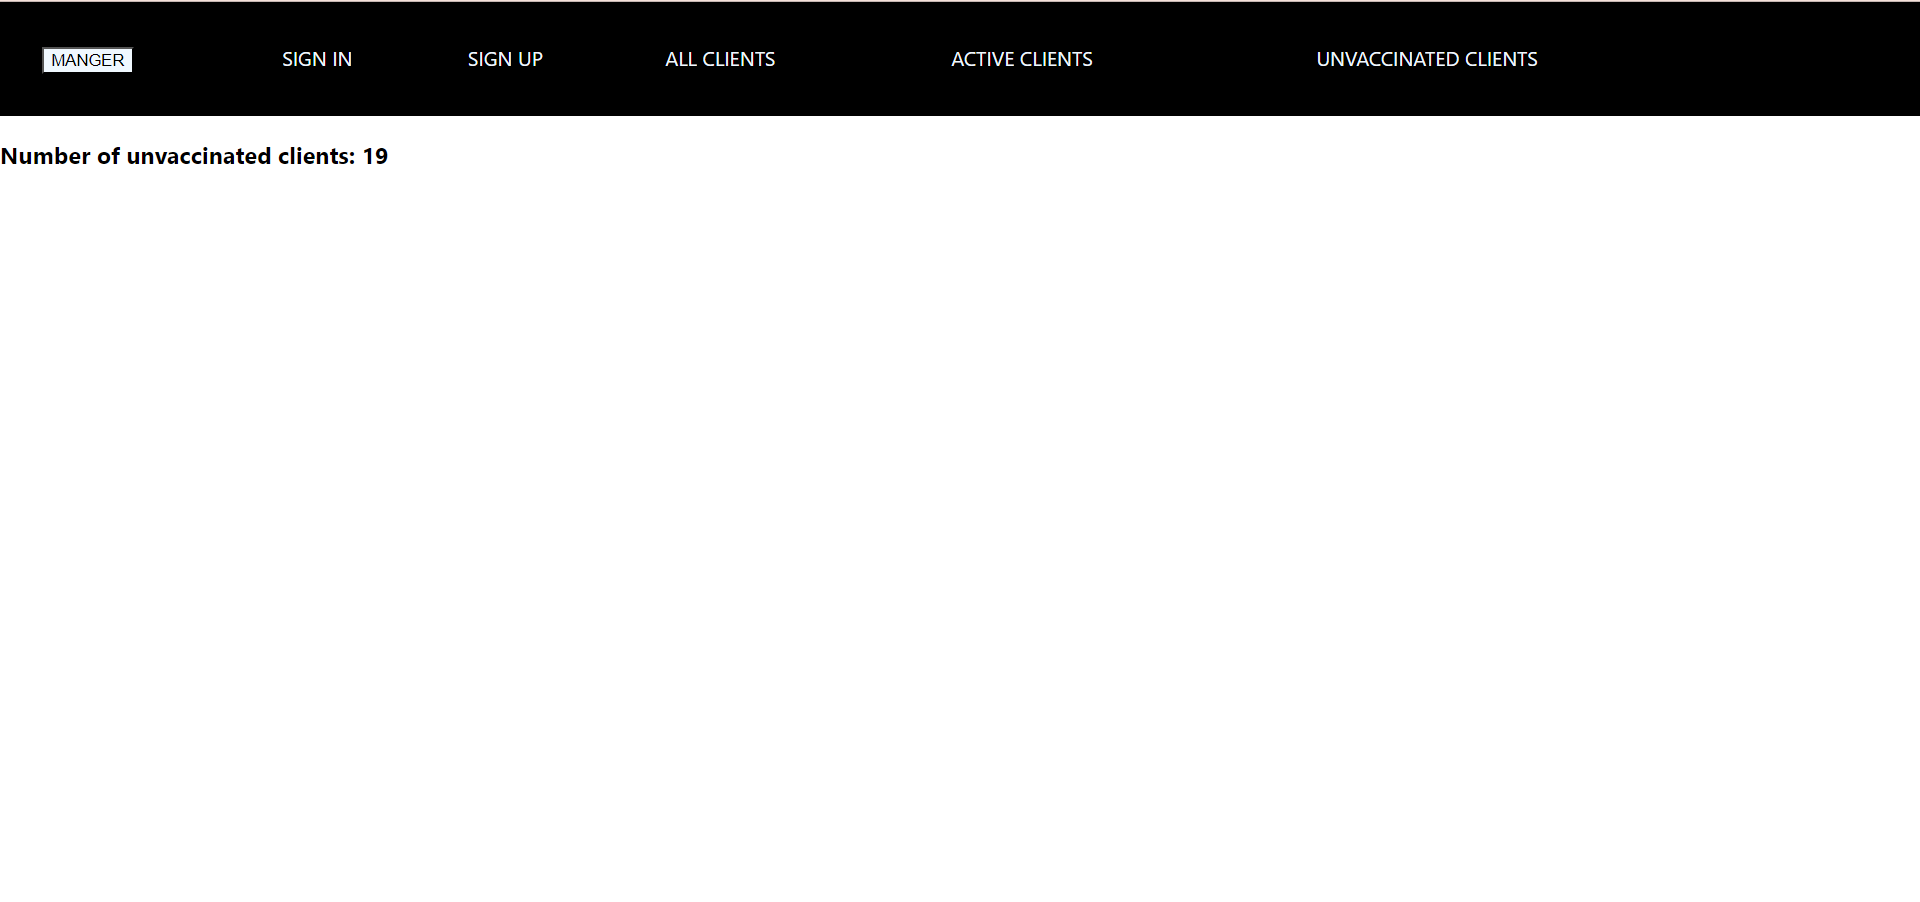 MANGER SIGN IN SIGN UP ALL CLIENTS ACTIVE CLIENTS UNVACCINATED CLIENTS
Number of unvaccinated clients: 19